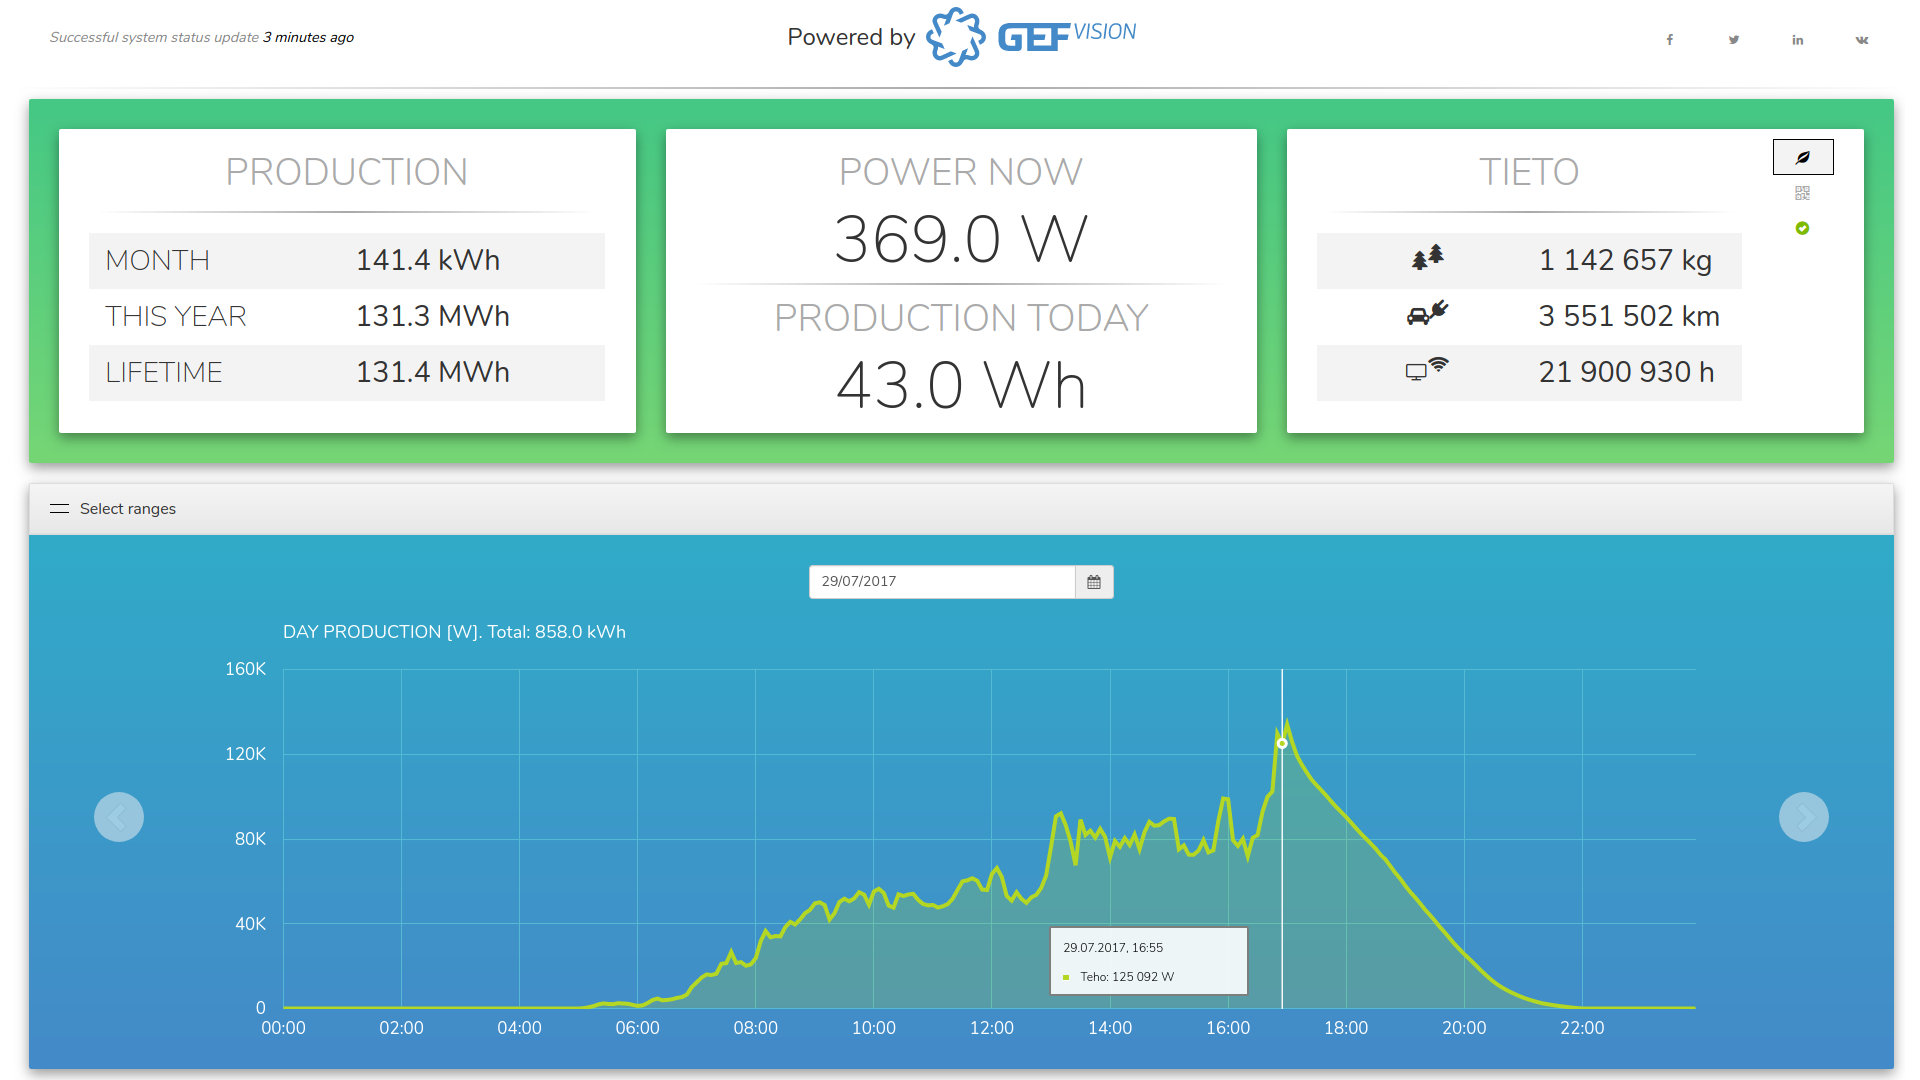 Successful system status update 3 minutes ago
Powered by GEF VISION
PRODUCTION
MONTH 141.4 kWh
THIS YEAR 131.3 MWh
LIFETIME 131.4 MWh
POWER NOW
369.0 W
PRODUCTION TODAY
43.0 Wh
TIETO
1 142 657 kg
3 551 502 km
21 900 930 h
Select ranges
29/07/2017
DAY PRODUCTION [W]. Total: 858.0 kWh
160K
120K
80K
40K
0
29.07.2017, 16:55
Teho: 125 092 W
00:00 02:00 04:00 06:00 08:00 10:00 12:00 14:00 16:00 18:00 20:00 22:00